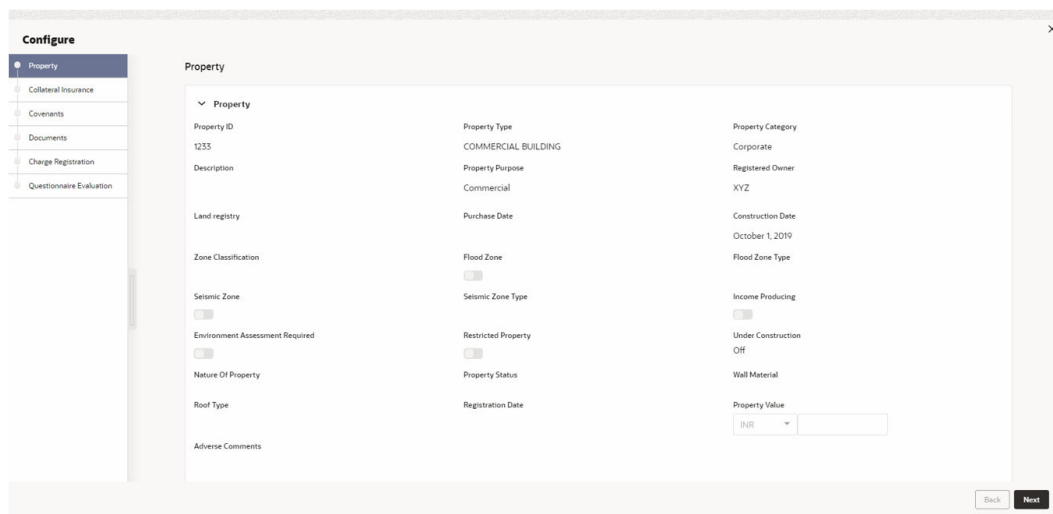 Configure
Property
Collateral Insurance
Covenants
Documents
Charge Registration
Questionnaire Evaluation
Property
Property
Property ID Property Type Property Category
1233 COMMERCIAL BUILDING Corporate
Description Property Purpose Registered Owner
Commercial XYZ
Land registry Purchase Date Construction Date
October 1, 2019
Zone Classification Flood Zone Flood Zone Type
Seismic Zone Seismic Zone Type Income Producing
Environment Assessment Required Restricted Property Under Construction
Off
Nature Of Property Property Status Wall Material
Roof Type Registration Date Property Value
INR
Adverse Comments
Back Next